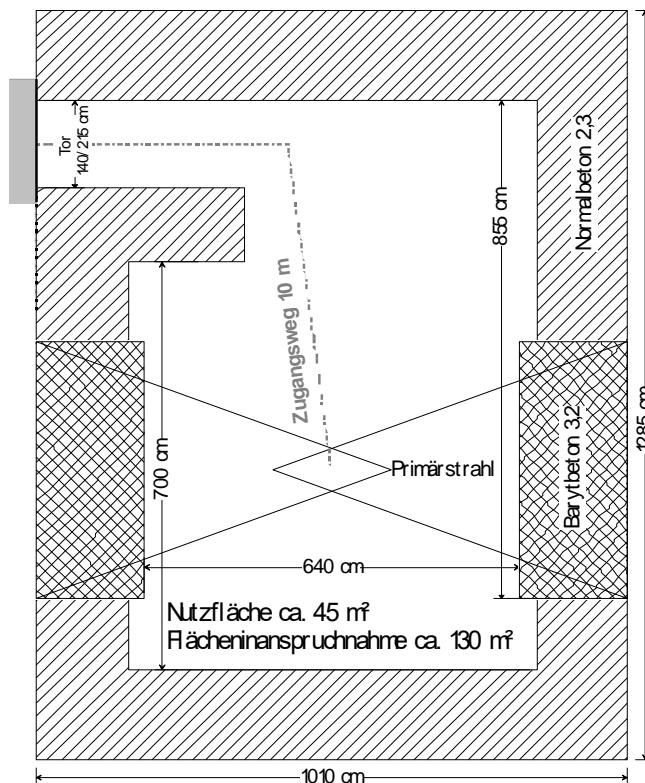 Tor
140/215 cm
855 cm
Normalbeton 2,3
Zugangsweg 10 m
700 cm
Primärstrahl
Barytbeton 3,2
1285 cm
640 cm
Nutzfläche ca. 45 m²
Flächeninanspruchnahme ca. 130 m²
1010 cm